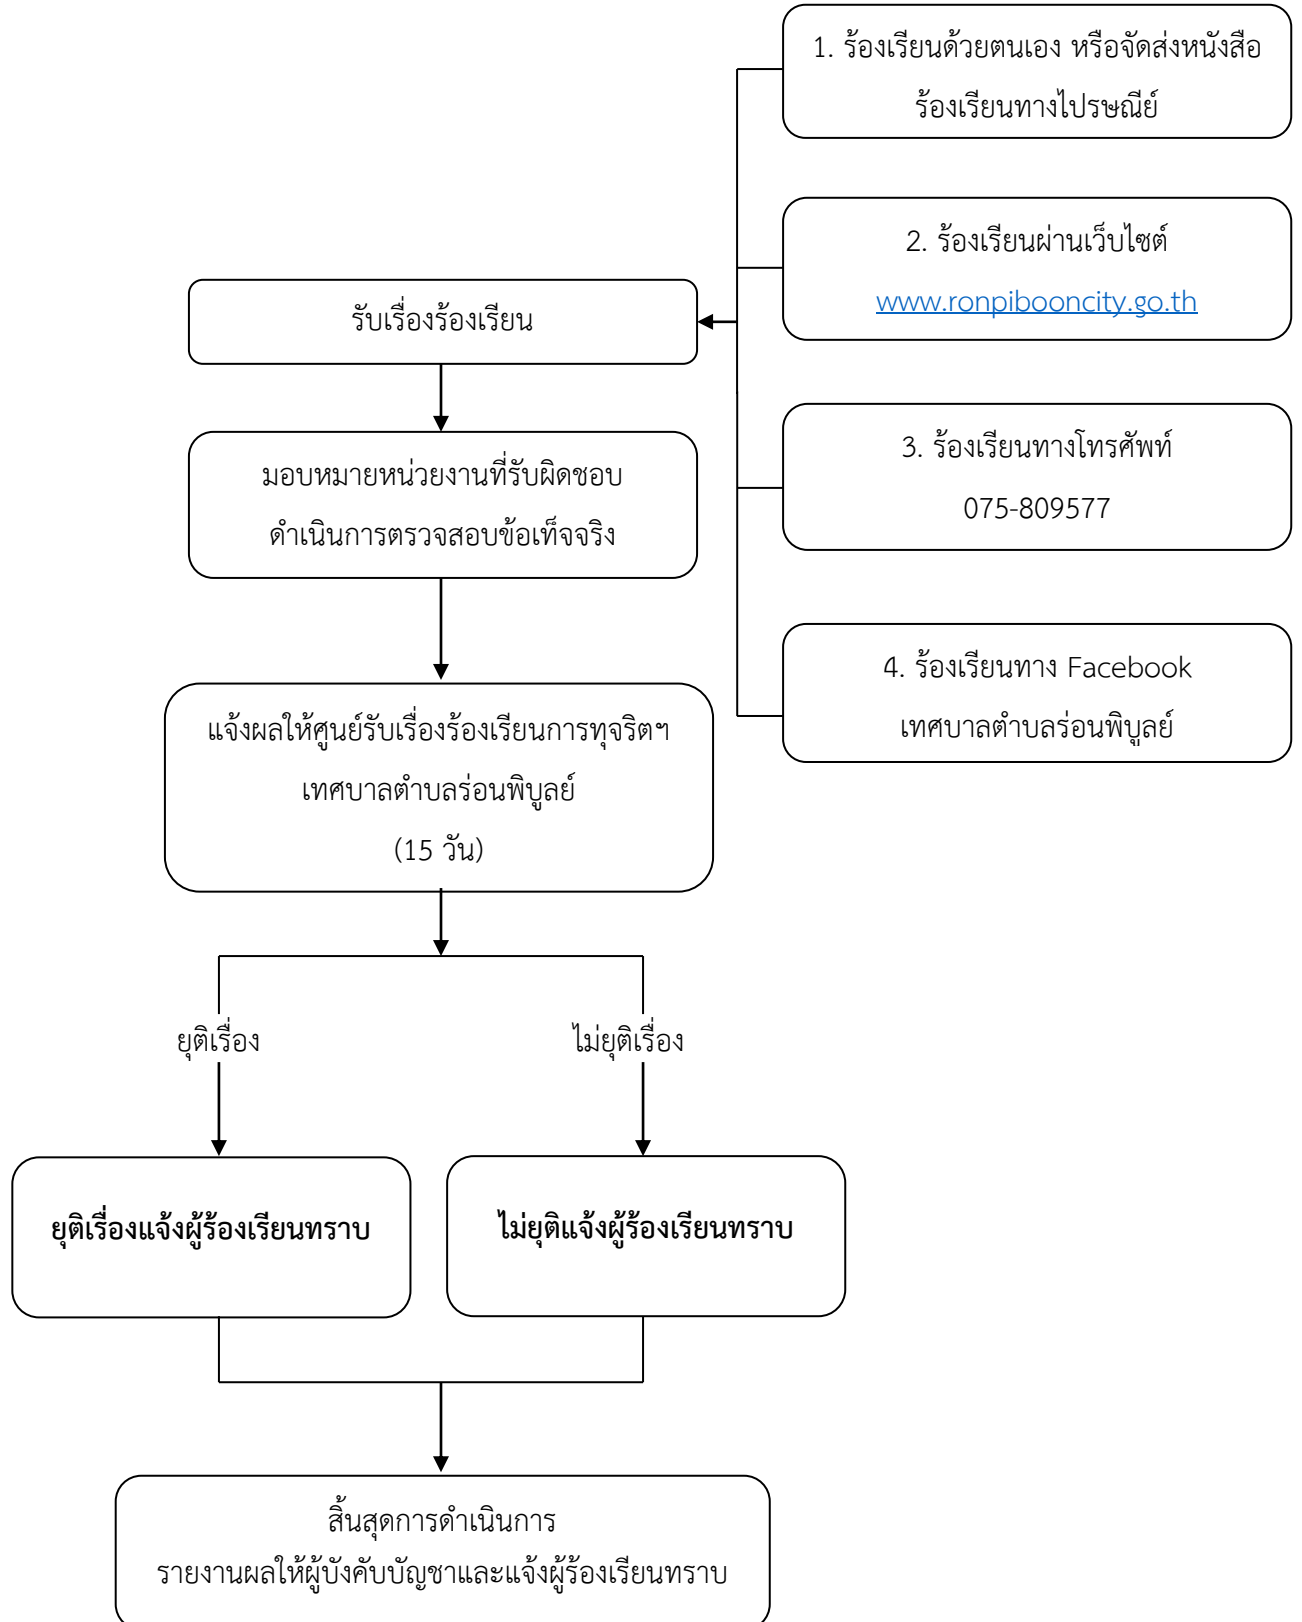 1. ร้องเรียนด้วยตนเอง หรือจัดส่งหนังสือ
ร้องเรียนทางไปรษณีย์
2. ร้องเรียนผ่านเว็บไซต์
www.ronpibooncity.go.th
รับเรื่องร้องเรียน
3. ร้องเรียนทางโทรศัพท์
075-809577
มอบหมายหน่วยงานที่รับผิดชอบ
ดำเนินการตรวจสอบข้อเท็จจริง
4. ร้องเรียนทาง Facebook
เทศบาลตำบลร่อนพิบูลย์
แจ้งผลให้ศูนย์รับเรื่องร้องเรียนการทุจริตฯ
เทศบาลตำบลร่อนพิบูลย์
(15 วัน)
ยุติเรื่อง
ไม่ยุติเรื่อง
ยุติเรื่องแจ้งผู้ร้องเรียนทราบ
ไม่ยุติแจ้งผู้ร้องเรียนทราบ
สิ้นสุดการดำเนินการ
รายงานผลให้ผู้บังคับบัญชาและแจ้งผู้ร้องเรียนทราบ